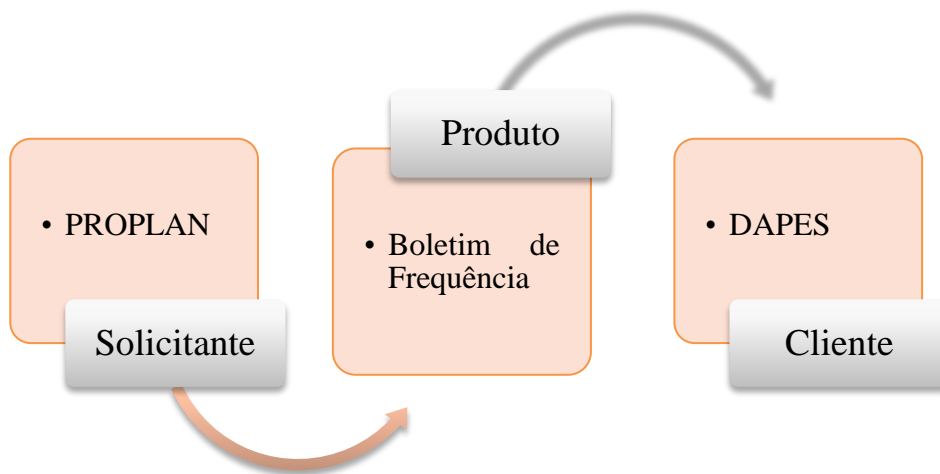 • PROPLAN
Solicitante
Produto
• Boletim de
Frequência
• DAPES
Cliente